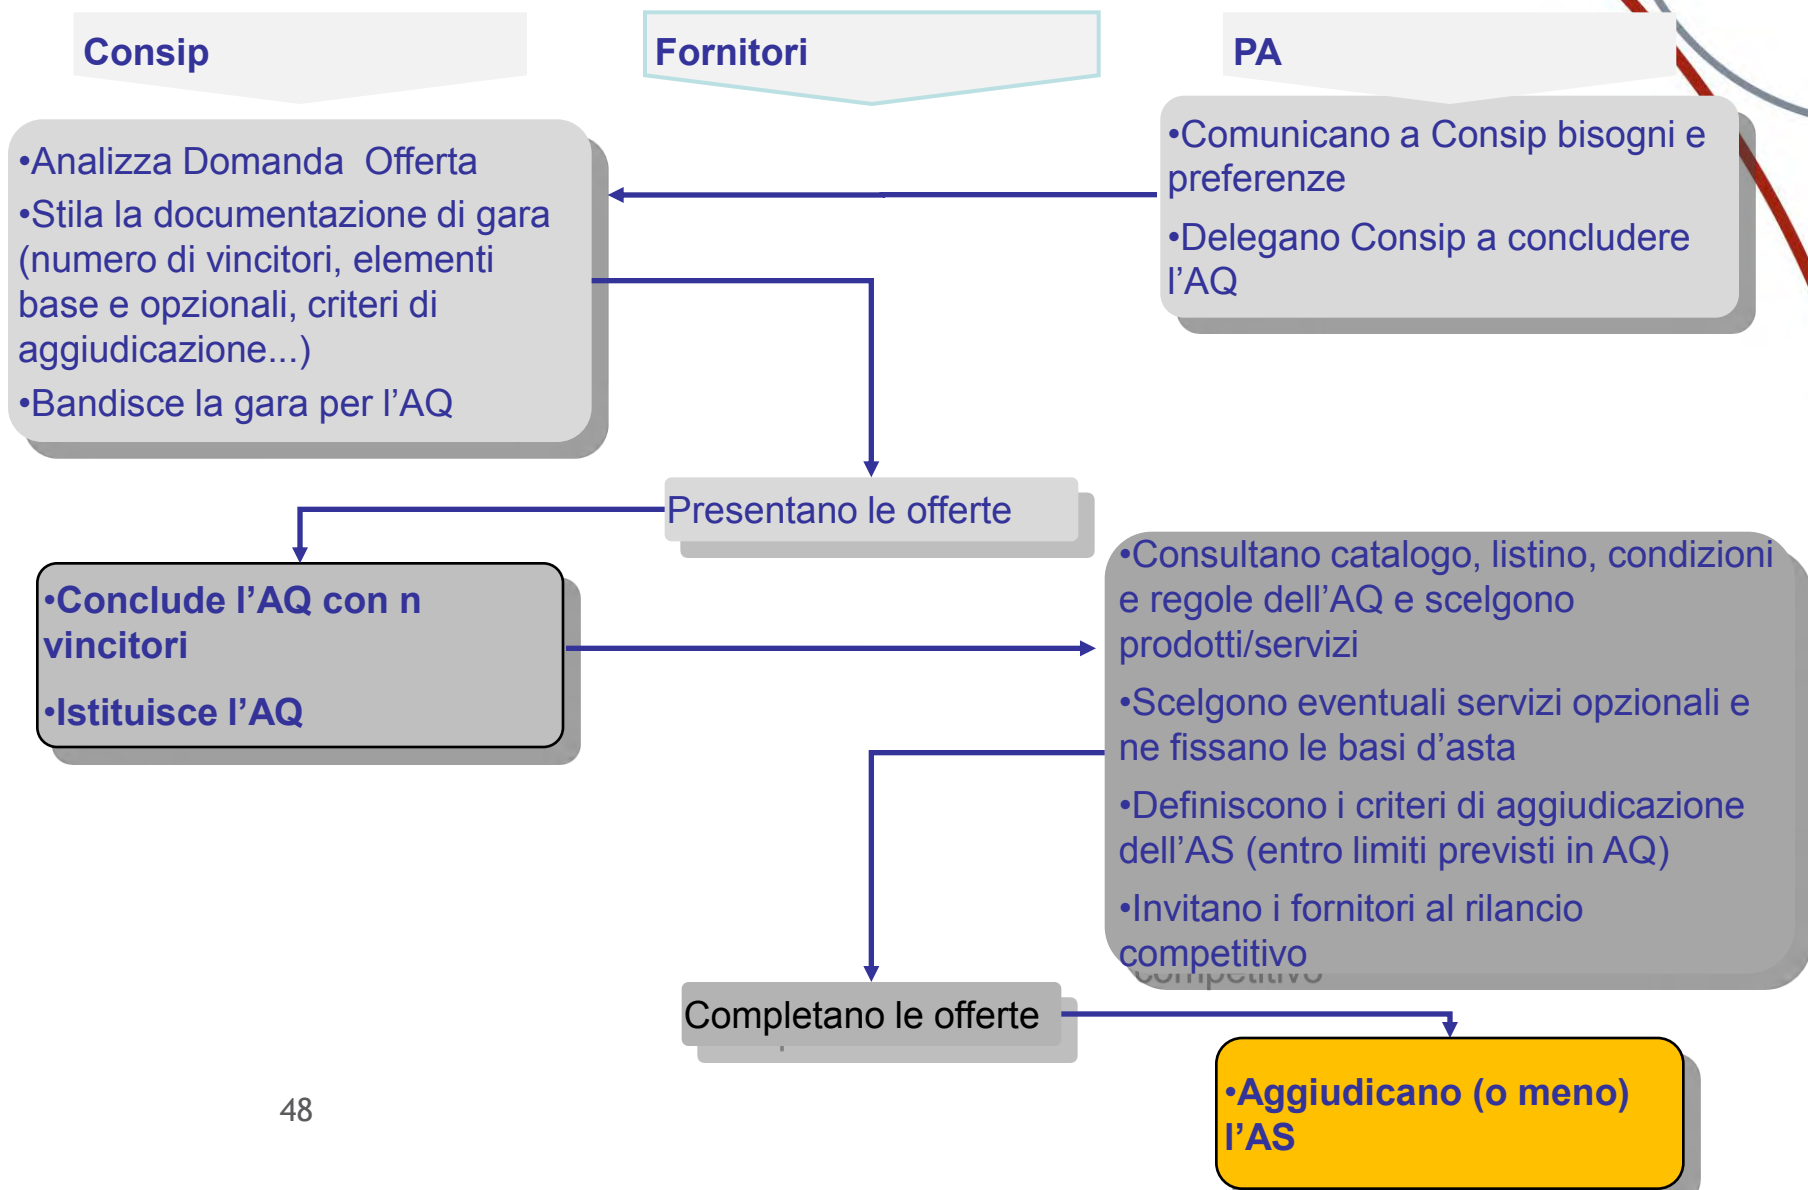 Consip
Fornitori
PA
•Analizza Domanda  Offerta
•Stila la documentazione di gara
(numero di vincitori, elementi
base e opzionali, criteri di
aggiudicazione...)
•Bandisce la gara per l’AQ
•Comunicano a Consip bisogni e
preferenze
•Delegano Consip a concludere
l’AQ
Presentano le offerte
•Conclude l’AQ con n
vincitori
•Istituisce l’AQ
•Consultano catalogo, listino, condizioni
e regole dell’AQ e scelgono
prodotti/servizi
•Scelgono eventuali servizi opzionali e
ne fissano le basi d’asta
•Definiscono i criteri di aggiudicazione
dell’AS (entro limiti previsti in AQ)
•Invitano i fornitori al rilancio
competitivo
Completano le offerte
•Aggiudicano (o meno)
l’AS
48